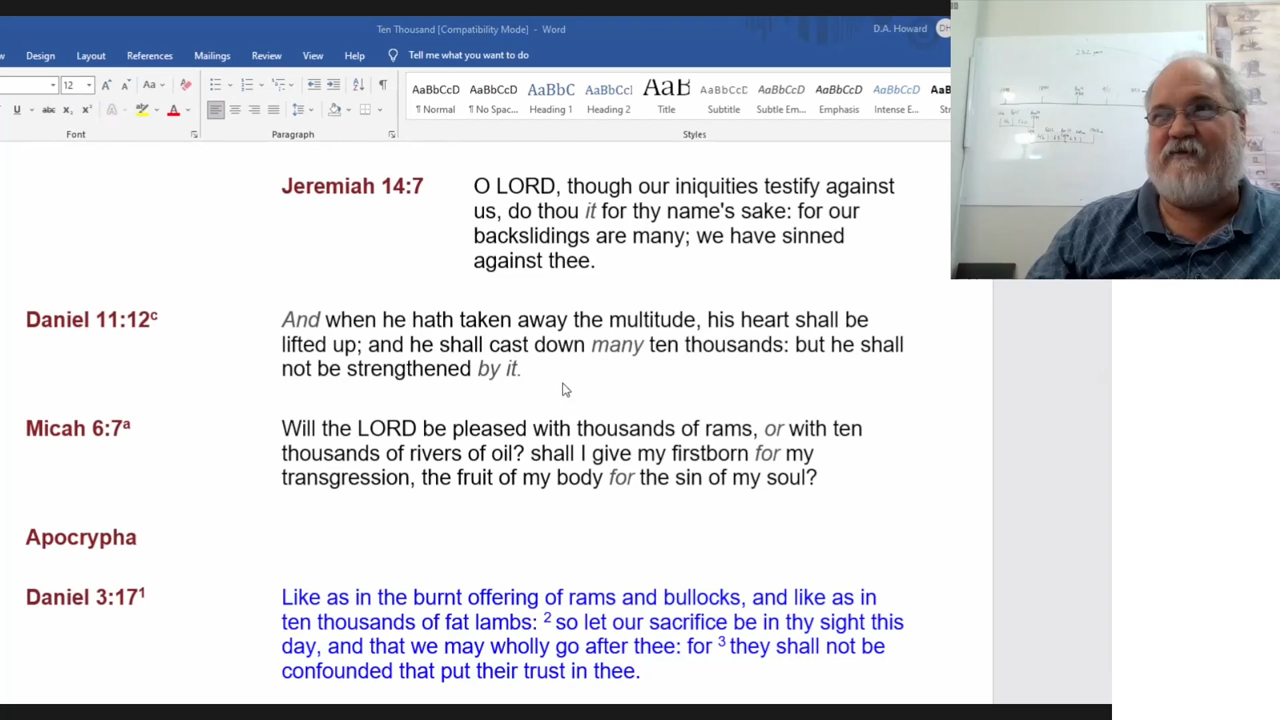 Ten Thousand [Compatibility Mode] - Word
D.A. Howard
DH
Design Layout References Mailings Review View Help Tell me what you want to do
12
Aa
AaBbCcD AaBbCcD AaBbC AaBbCcI AaB AaBbCcD AaBbCcD AaBbCcD AaBbCcD
¶ Normal ¶ No Spac... Heading 1 Heading 2 Title Subtitle Subtle Em... Emphasis Intense E...
Font Paragraph Styles
Jeremiah 14:7 O LORD, though our iniquities testify against
us, do thou it for thy name's sake: for our
backslidings are many; we have sinned
against thee.
Daniel 11:12ᶜ And when he hath taken away the multitude, his heart shall be
lifted up; and he shall cast down many ten thousands: but he shall
not be strengthened by it.
Micah 6:7ᵃ Will the LORD be pleased with thousands of rams, or with ten
thousands of rivers of oil? shall I give my firstborn for my
transgression, the fruit of my body for the sin of my soul?
Apocrypha
Daniel 3:17¹ Like as in the burnt offering of rams and bullocks, and like as in
ten thousands of fat lambs: ² so let our sacrifice be in thy sight this
day, and that we may wholly go after thee: for ³ they shall not be
confounded that put their trust in thee.